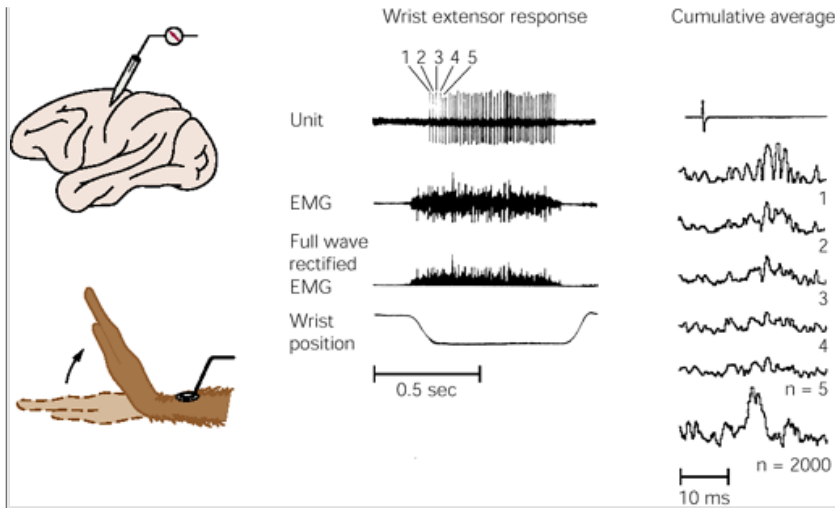 Wrist extensor response
Cumulative average
1 2 3 4 5
Unit
EMG
Full wave
rectified
EMG
Wrist
position
0.5 sec
1
2
3
4
n = 5
n = 2000
10 ms